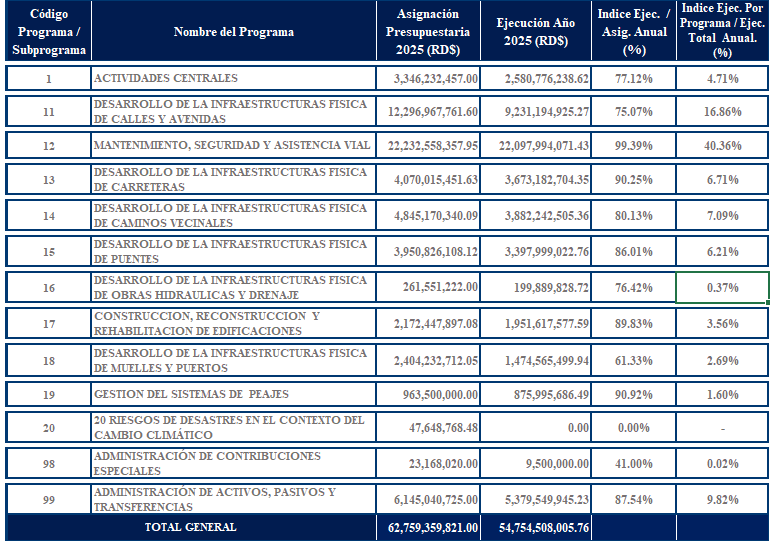 Código Programa / Subprograma | Nombre del Programa | Asignación Presupuestaria 2025 (RD$) | Ejecución Año 2025 (RD$) | Indice Ejec. / Asig. Anual (%) | Indice Ejec. Por Programa / Ejec. Total Anual. (%)
1 ACTIVIDADES CENTRALES 3,346,232,457.00 2,580,776,238.62 77.12% 4.71%
11 DESARROLLO DE LA INFRAESTRUCTURAS FISICA
DE CALLES Y AVENIDAS 12,296,967,761.60 9,231,194,925.27 75.07% 16.86%
12 MANTENIMIENTO, SEGURIDAD Y ASISTENCIA VIAL 22,232,558,357.95 22,097,994,071.43 99.39% 40.36%
13 DESARROLLO DE LA INFRAESTRUCTURAS FISICA
DE CARRETERAS 4,070,015,451.63 3,673,182,704.35 90.25% 6.71%
14 DESARROLLO DE LA INFRAESTRUCTURAS FISICA
DE CAMINOS VECINALES 4,845,170,340.09 3,882,242,505.36 80.13% 7.09%
15 DESARROLLO DE LA INFRAESTRUCTURAS FISICA
DE PUENTES 3,950,826,108.12 3,397,999,022.76 86.01% 6.21%
16 DESARROLLO DE LA INFRAESTRUCTURAS FISICA
DE OBRAS HIDRAULICAS Y DRENAJE 261,551,222.00 199,889,828.72 76.42% 0.37%
17 CONSTRUCCION, RECONSTRUCCION Y
REHABILITACION DE EDIFICACIONES 2,172,447,897.08 1,951,617,577.59 89.83% 3.56%
18 DESARROLLO DE LA INFRAESTRUCTURAS FISICA
DE MUELLES Y PUERTOS 2,404,232,712.05 1,474,565,499.94 61.33% 2.69%
19 GESTION DEL SISTEMAS DE PEAJES 963,500,000.00 875,995,686.49 90.92% 1.60%
20 20 RIESGOS DE DESASTRES EN EL CONTEXTO DEL
CAMBIO CLIMÁTICO 47,648,768.48 0.00 0.00% -
98 ADMINISTRACIÓN DE CONTRIBUCIONES
ESPECIALES 23,168,020.00 9,500,000.00 41.00% 0.02%
99 ADMINISTRACIÓN DE ACTIVOS, PASIVOS Y
TRANSFERENCIAS 6,145,040,725.00 5,379,549,945.23 87.54% 9.82%
TOTAL GENERAL 62,759,359,821.00 54,754,508,005.76